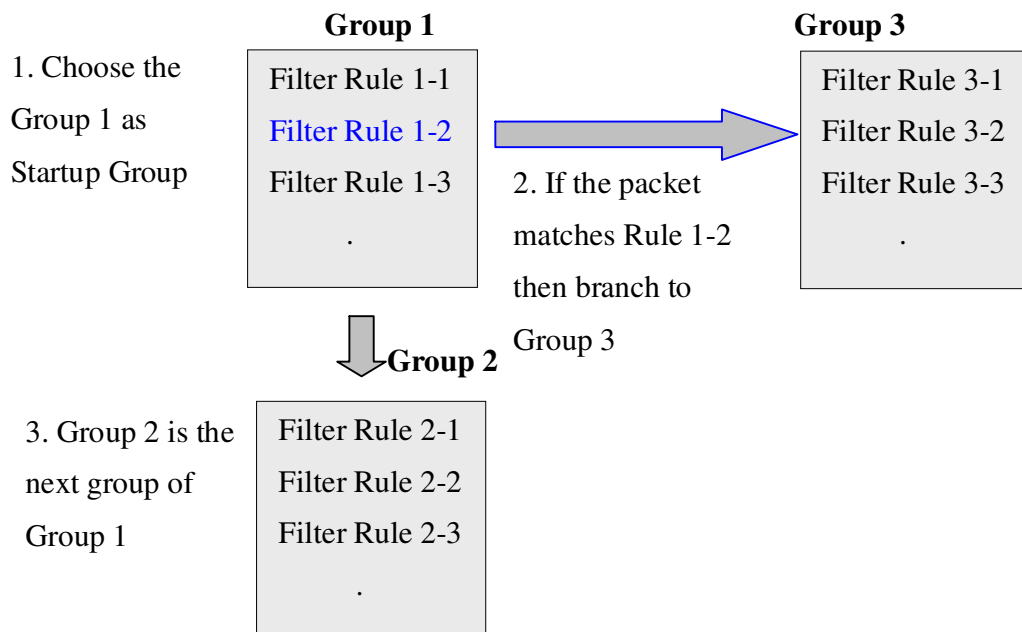 Group 1
1. Choose the
Group 1 as
Startup Group
Filter Rule 1-1
Filter Rule 1-2
Filter Rule 1-3
.
2. If the packet
matches Rule 1-2
then branch to
Group 3
Group 3
Filter Rule 3-1
Filter Rule 3-2
Filter Rule 3-3
.
Group 2
3. Group 2 is the
next group of
Group 1
Filter Rule 2-1
Filter Rule 2-2
Filter Rule 2-3
.